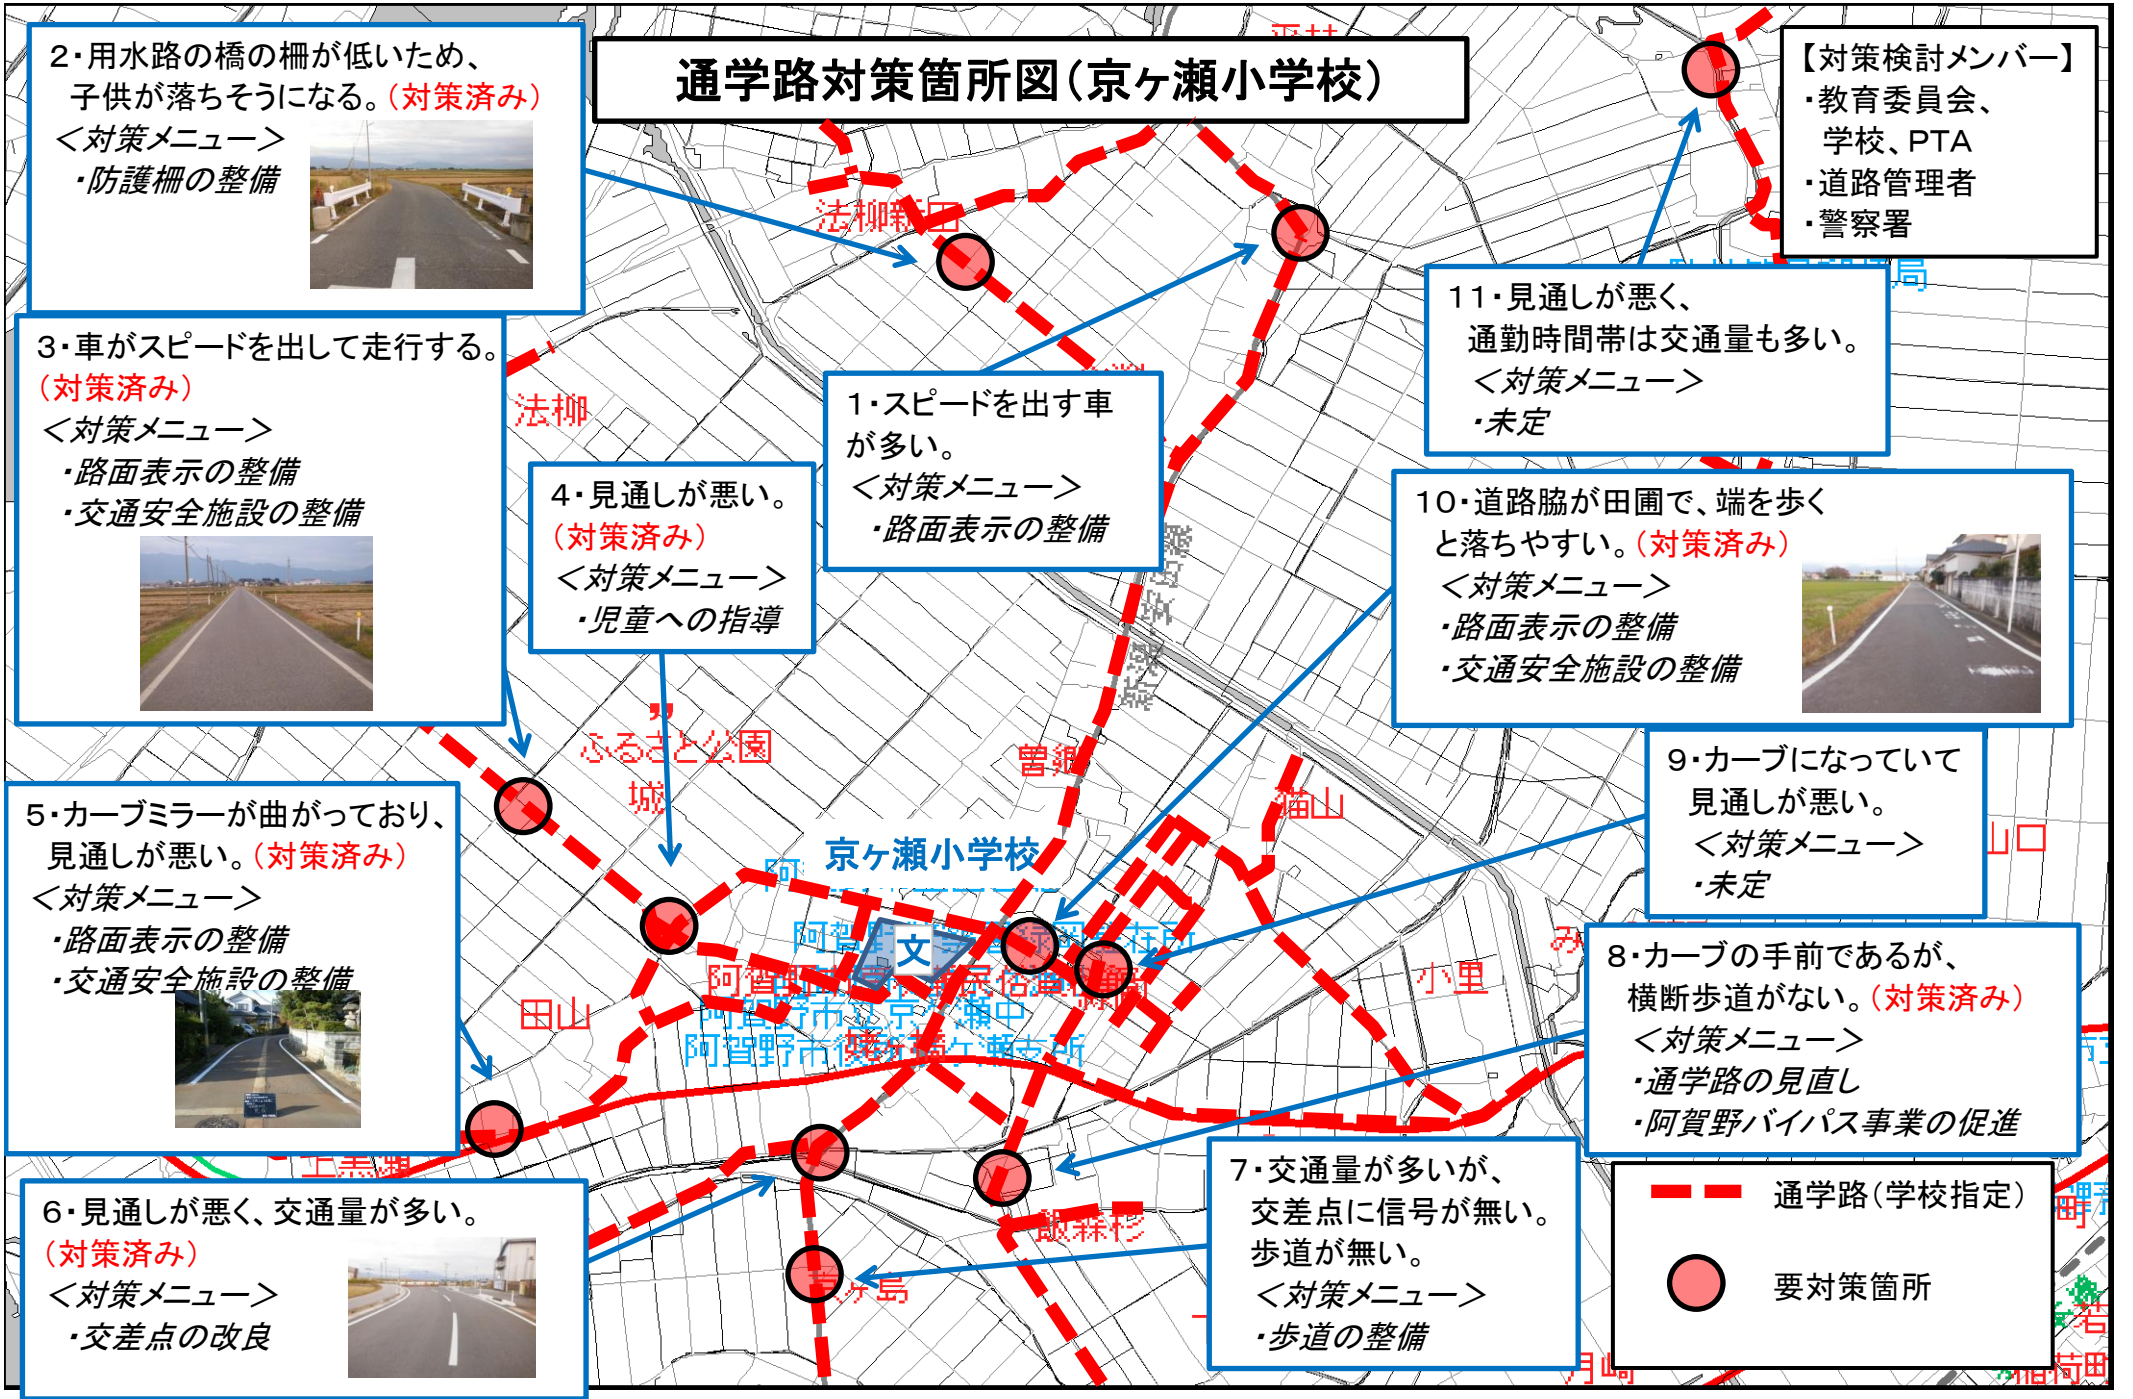 通学路対策箇所図(京ヶ瀬小学校)
【対策検討メンバー】
・教育委員会、
学校、PTA
・道路管理者
・警察署
2・用水路の橋の柵が低いため、
子供が落ちそうになる。(対策済み)
＜対策メニュー＞
・防護柵の整備
3・車がスピードを出して走行する。
(対策済み)
＜対策メニュー＞
・路面表示の整備
・交通安全施設の整備
4・見通しが悪い。
(対策済み)
＜対策メニュー＞
・児童への指導
1・スピードを出す車
が多い。
＜対策メニュー＞
・路面表示の整備
11・見通しが悪く、
通勤時間帯は交通量も多い。
＜対策メニュー＞
・未定
10・道路脇が田圃で、端を歩く
と落ちやすい。(対策済み)
＜対策メニュー＞
・路面表示の整備
・交通安全施設の整備
9・カーブになっていて
見通しが悪い。
＜対策メニュー＞
・未定
5・カーブミラーが曲がっており、
見通しが悪い。(対策済み)
＜対策メニュー＞
・路面表示の整備
・交通安全施設の整備
8・カーブの手前であるが、
横断歩道がない。(対策済み)
＜対策メニュー＞
・通学路の見直し
・阿賀野バイパス事業の促進
6・見通しが悪く、交通量が多い。
(対策済み)
＜対策メニュー＞
・交差点の改良
7・交通量が多いが、
交差点に信号が無い。
歩道が無い。
＜対策メニュー＞
・歩道の整備
通学路(学校指定)
要対策箇所
京ヶ瀬小学校
文
法柳新田
法柳
ふるさと公園
城
曽郷
猫山
山口
小里
田山
飯森杉
月崎
稲荷町